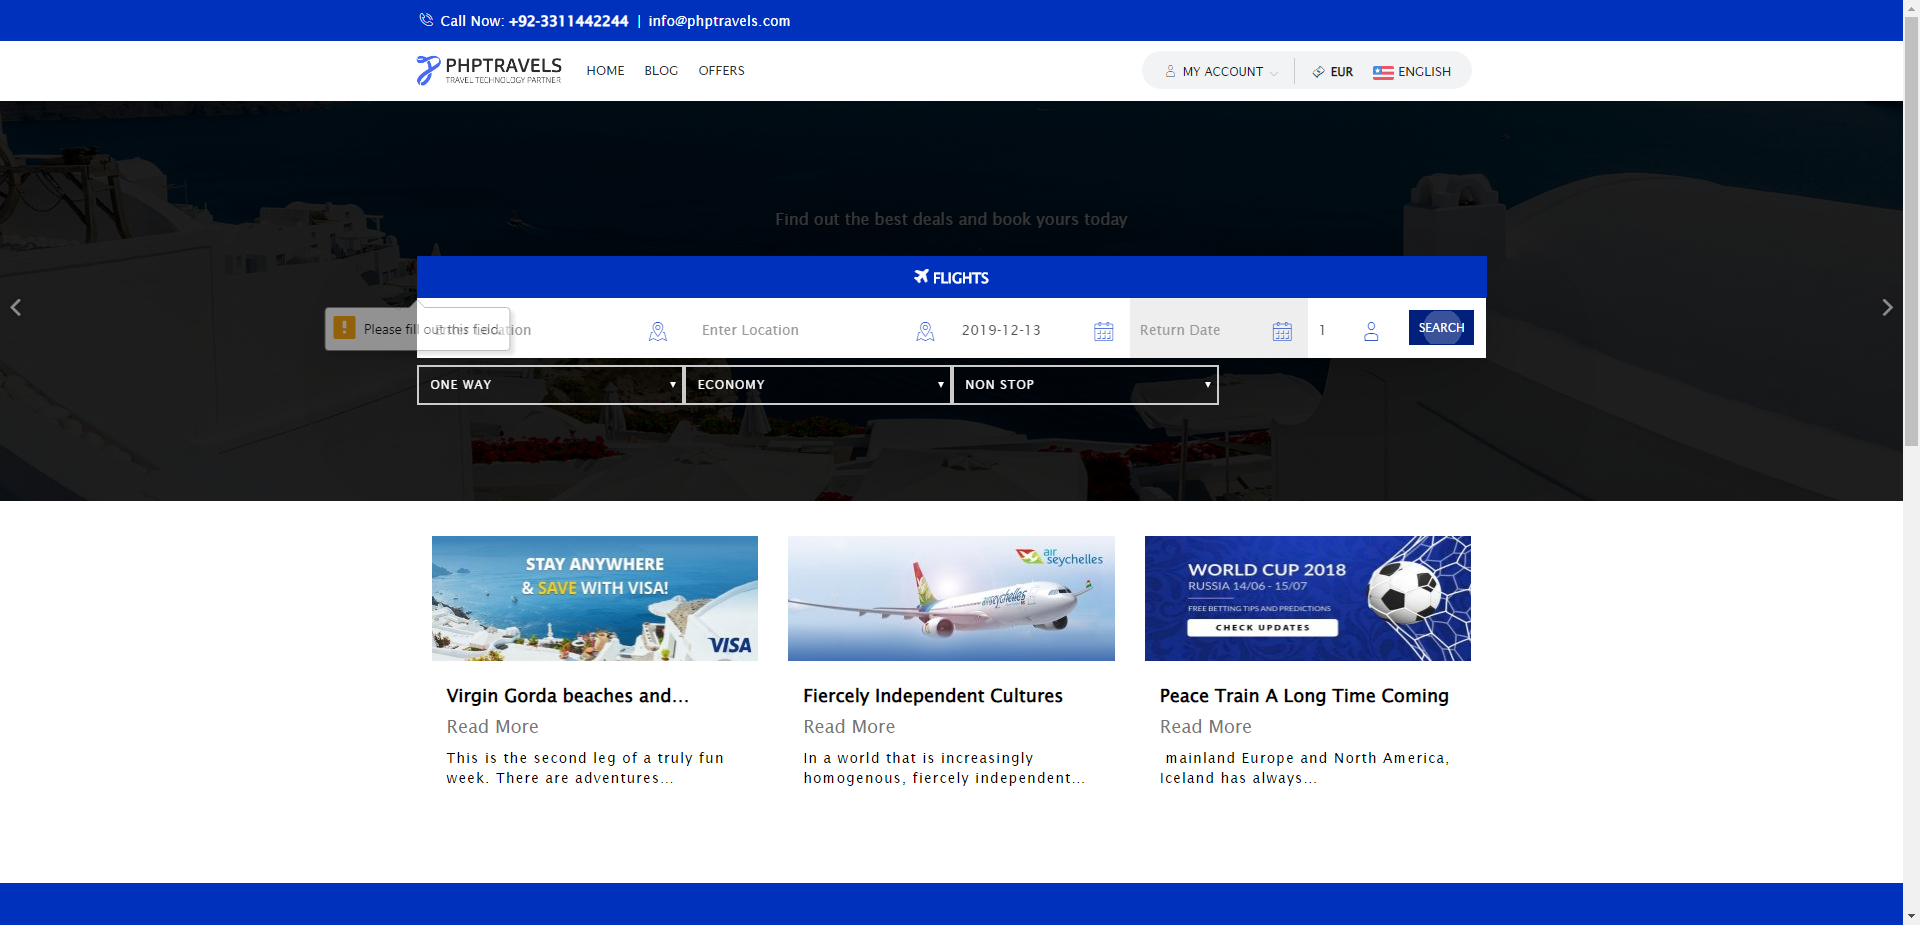 Call Now: +92-3311442244 | info@phptravels.com
PHPTRAVELS
TRAVEL TECHNOLOGY PARTNER
HOME BLOG OFFERS
MY ACCOUNT EUR ENGLISH
Find out the best deals and book yours today
FLIGHTS
Please fill out this field.
Enter Location
Enter Location
2019-12-13
Return Date
1
SEARCH
ONE WAY
ECONOMY
NON STOP
STAY ANYWHERE
& SAVE WITH VISA!
VISA
air
seychelles
airseychelles
WORLD CUP 2018
RUSSIA 14/06 - 15/07
FREE BETTING TIPS AND PREDICTIONS
CHECK UPDATES
Virgin Gorda beaches and...
Read More
This is the second leg of a truly fun
week. There are adventures...
Fiercely Independent Cultures
Read More
In a world that is increasingly
homogenous, fiercely independent...
Peace Train A Long Time Coming
Read More
mainland Europe and North America,
Iceland has always...